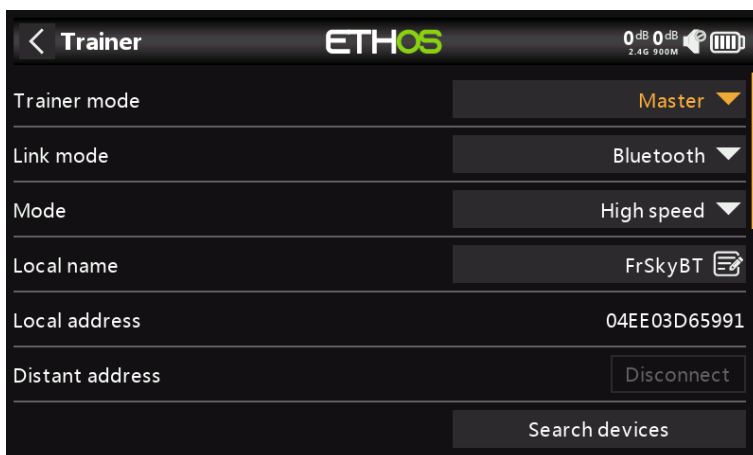 Trainer
ETHOS
0dB 0dB
2.4G 900M
Trainer mode
Master
Link mode
Bluetooth
Mode
High speed
Local name
FrSkyBT
Local address
04EE03D65991
Distant address
Disconnect
Search devices